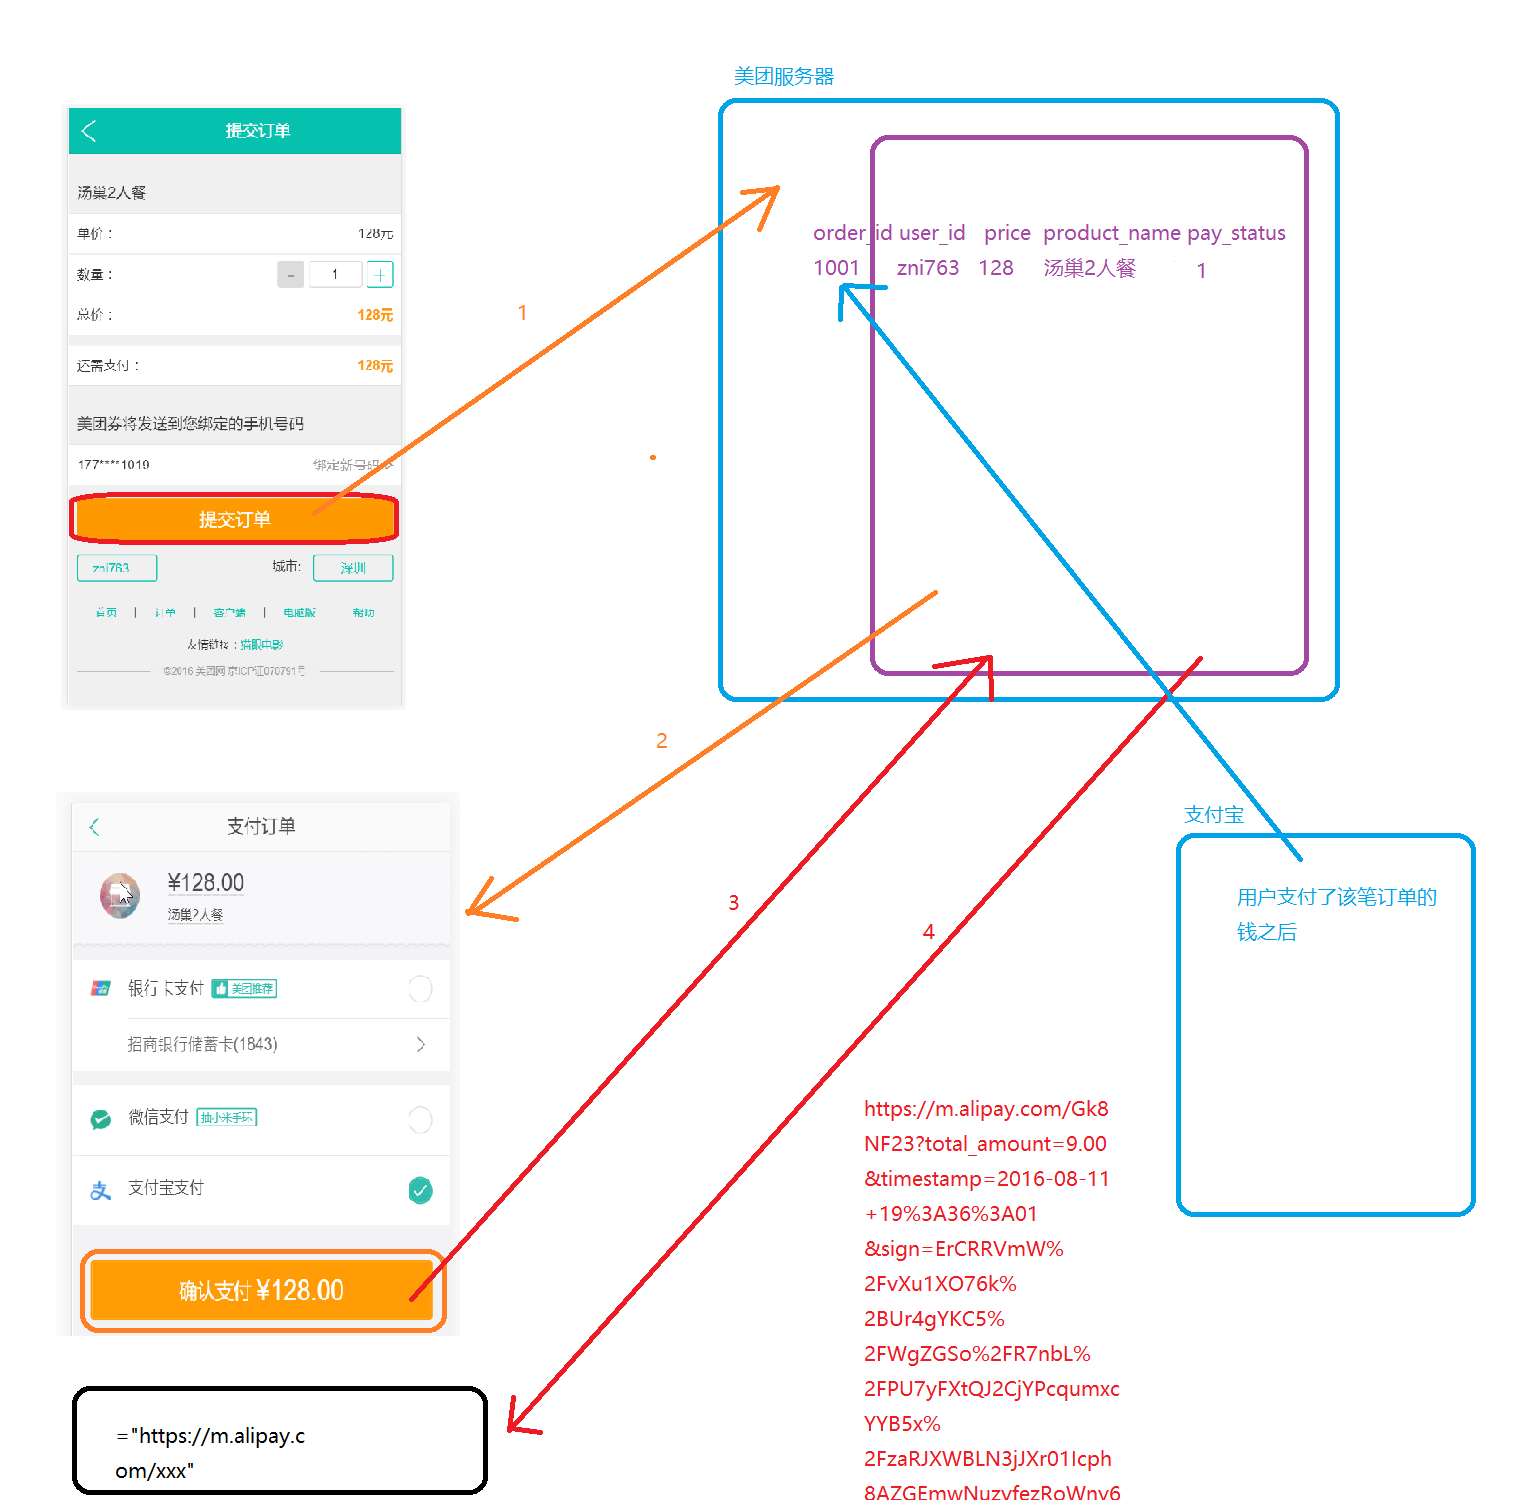 美团服务器
提交订单
汤巢2人餐
单价：
128元
数量：
-
1
+
总价：
128元
还需支付：
128元
美团券将发送到您绑定的手机号码
177****1019
绑定新号码 >
提交订单
zni763
城市:
深圳
首页 | 订单 | 客户端 | 电脑版 帮助
友情链接：猫眼电影
©2016 美团网 京ICP证070791号
1
order_id user_id price product_name pay_status
1001 zni763 128 汤巢2人餐 1
2
支付订单
¥128.00
汤巢2人餐
银行卡支付 美团推荐
招商银行储蓄卡(1843)
微信支付 抽小米手环
支付宝支付
确认支付 ¥128.00
3
4
支付宝
用户支付了该笔订单的
钱之后
https://m.alipay.com/Gk8
NF23?total_amount=9.00
&timestamp=2016-08-11
+19%3A36%3A01
&sign=ErCRRVmW%
2FvXu1XO76k%
2BUr4gYKC5%
2FWgZGSo%2FR7nbL%
2FPU7yFXtQJ2CjYPcqumxc
YYB5x%
2FzaRJXWBLN3jJXr01Icph
8AZGEmwNuzvfezRoWnv6
="https://m.alipay.c
om/xxx"